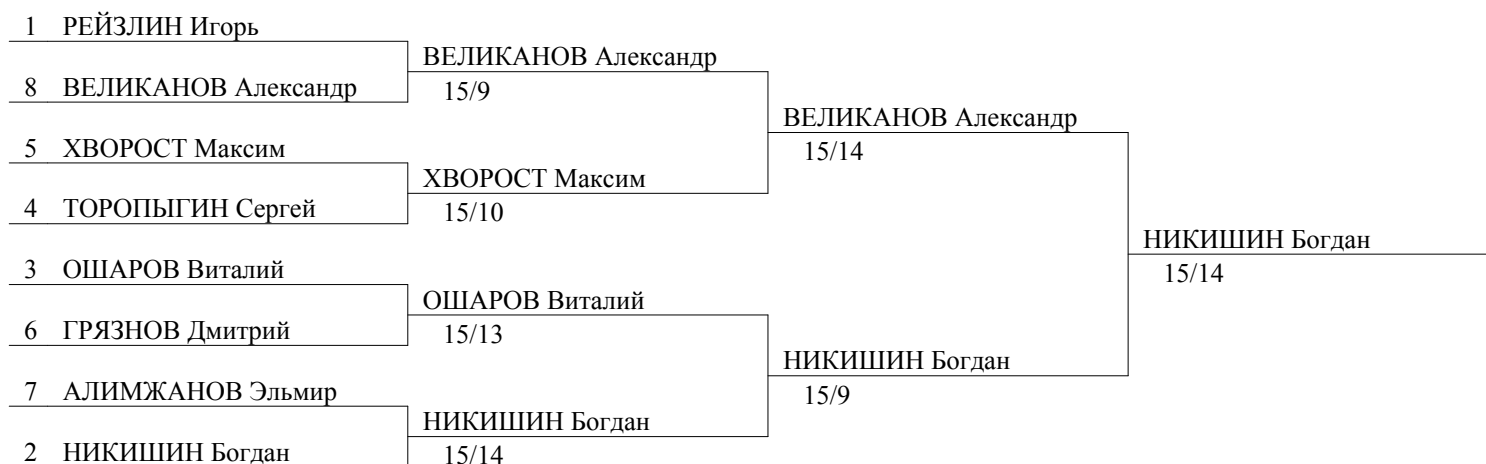 1 РЕЙЗЛИН Игорь
ВЕЛИКАНОВ Александр
8 ВЕЛИКАНОВ Александр
15/9
ВЕЛИКАНОВ Александр
5 ХВОРОСТ Максим
15/14
ХВОРОСТ Максим
4 ТОРОПЫГИН Сергей
15/10
НИКИШИН Богдан
3 ОШАРОВ Виталий
15/14
ОШАРОВ Виталий
6 ГРЯЗНОВ Дмитрий
15/13
НИКИШИН Богдан
7 АЛИМЖАНОВ Эльмир
15/9
НИКИШИН Богдан
2 НИКИШИН Богдан
15/14